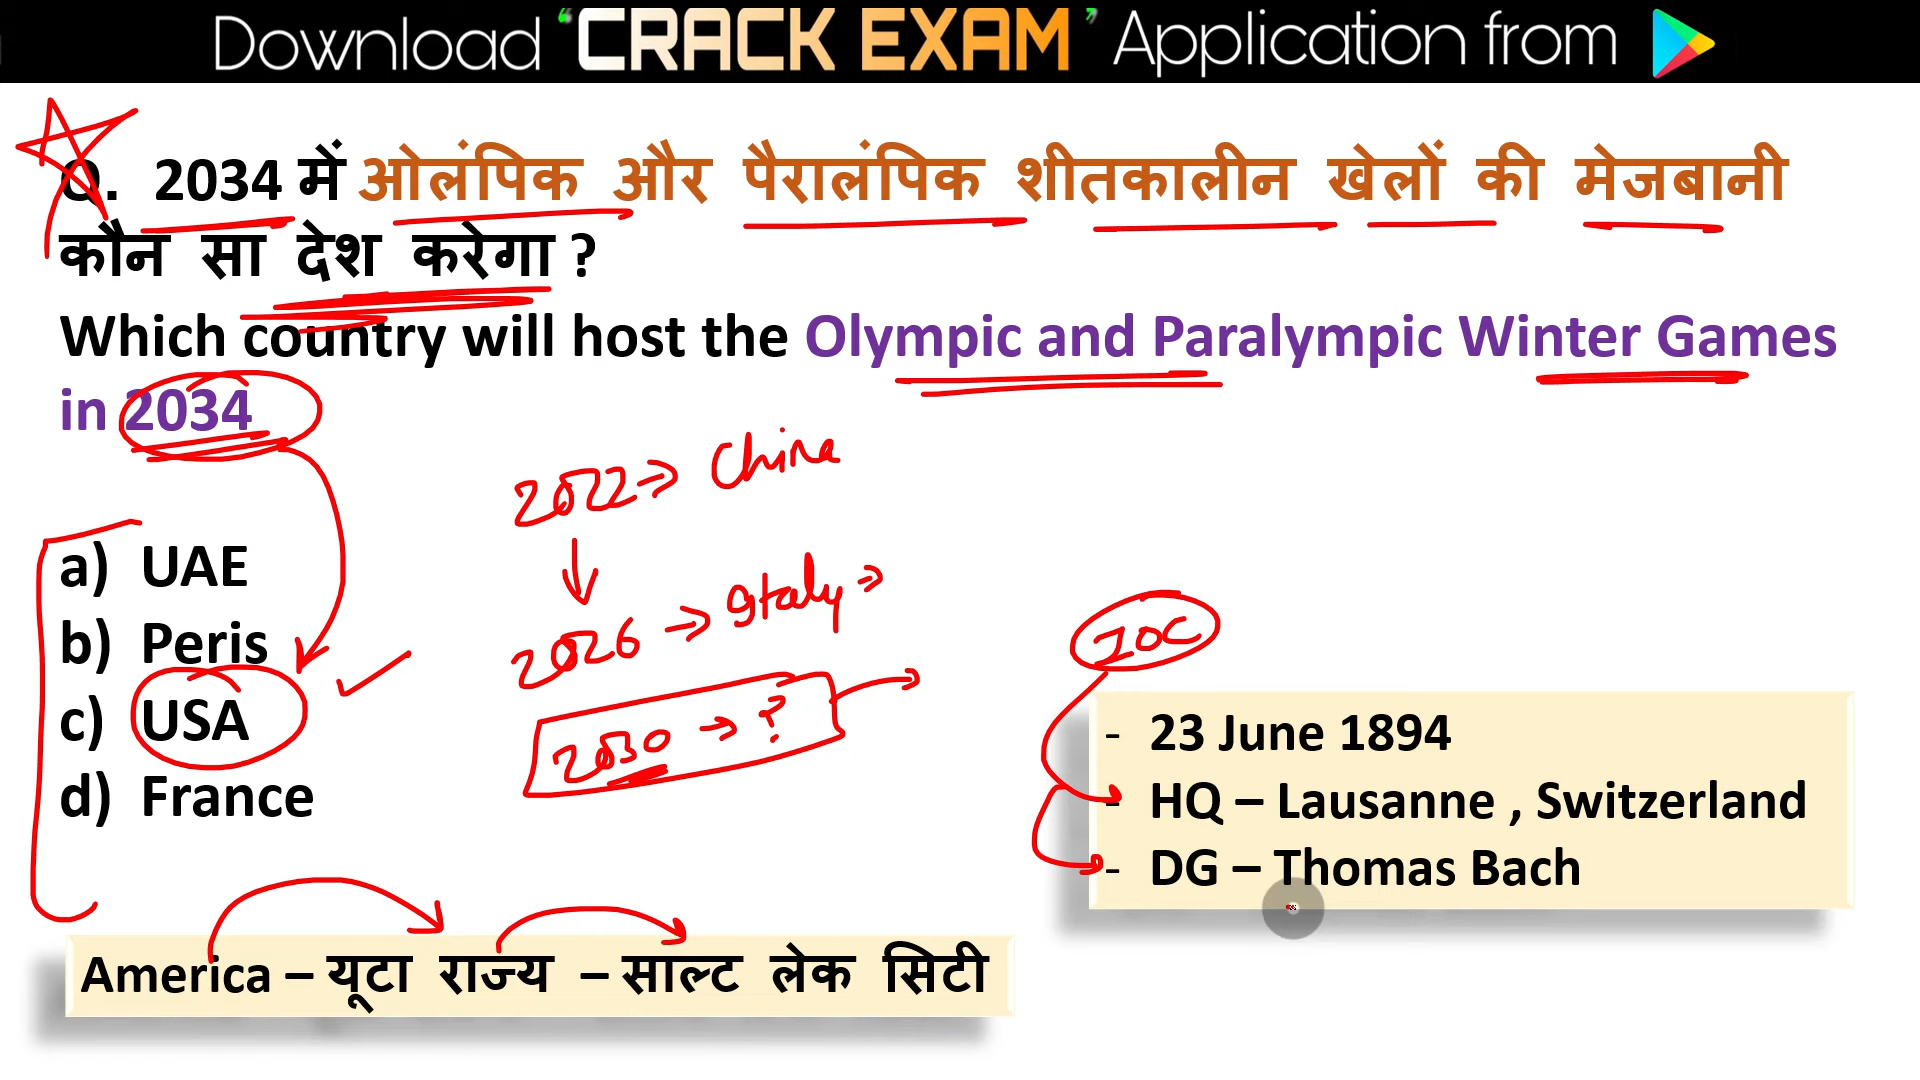 Download ‘CRACK EXAM’ Application from
Q. 2034 में ओलंपिक और पैरालंपिक शीतकालीन खेलों की मेजबानी
कौन सा देश करेगा ?
Which country will host the Olympic and Paralympic Winter Games
in 2034
2022 → China
a) UAE
2026 → Italy →
b) Peris
IOC
c) USA
2030 → ?
d) France
- 23 June 1894
- HQ – Lausanne , Switzerland
- DG – Thomas Bach
America – यूटा राज्य – साल्ट लेक सिटी